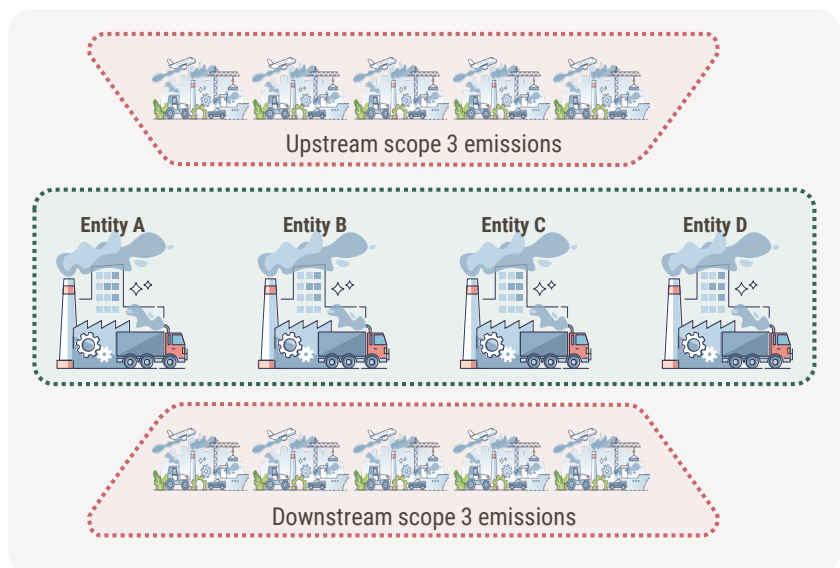 Upstream scope 3 emissions
Entity A Entity B Entity C Entity D
Downstream scope 3 emissions